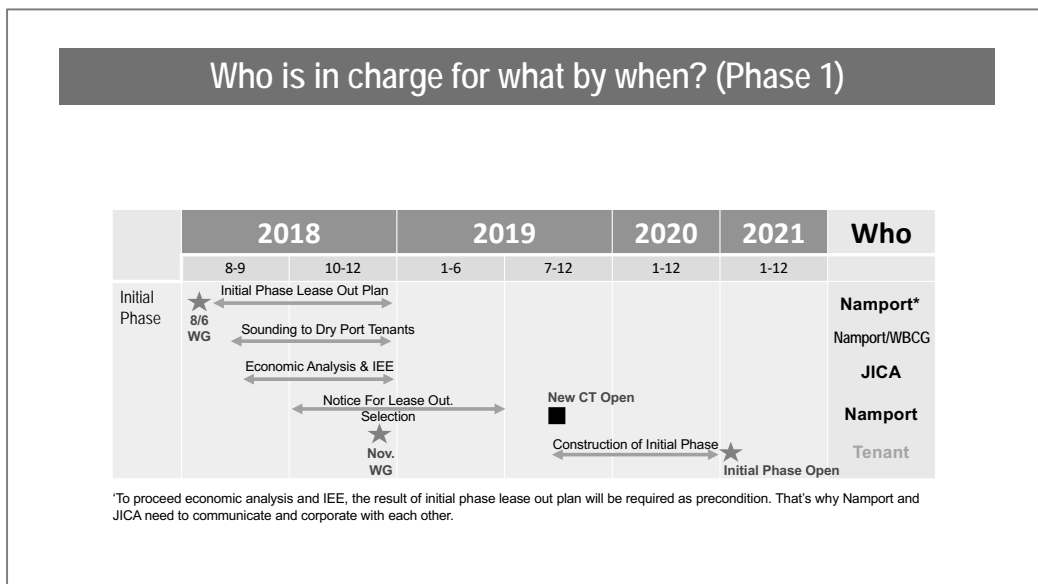 Who is in charge for what by when? (Phase 1)
2018 2019 2020 2021 Who
8-9 10-12 1-6 7-12 1-12 1-12
Initial
Phase
Initial Phase Lease Out Plan
8/6
WG
Namport*
Sounding to Dry Port Tenants
Namport/WBCG
Economic Analysis & IEE
JICA
Notice For Lease Out.
Selection
New CT Open
Namport
Nov.
WG
Construction of Initial Phase
Initial Phase Open
Tenant
‘To proceed economic analysis and IEE, the result of initial phase lease out plan will be required as precondition. That’s why Namport and
JICA need to communicate and corporate with each other.